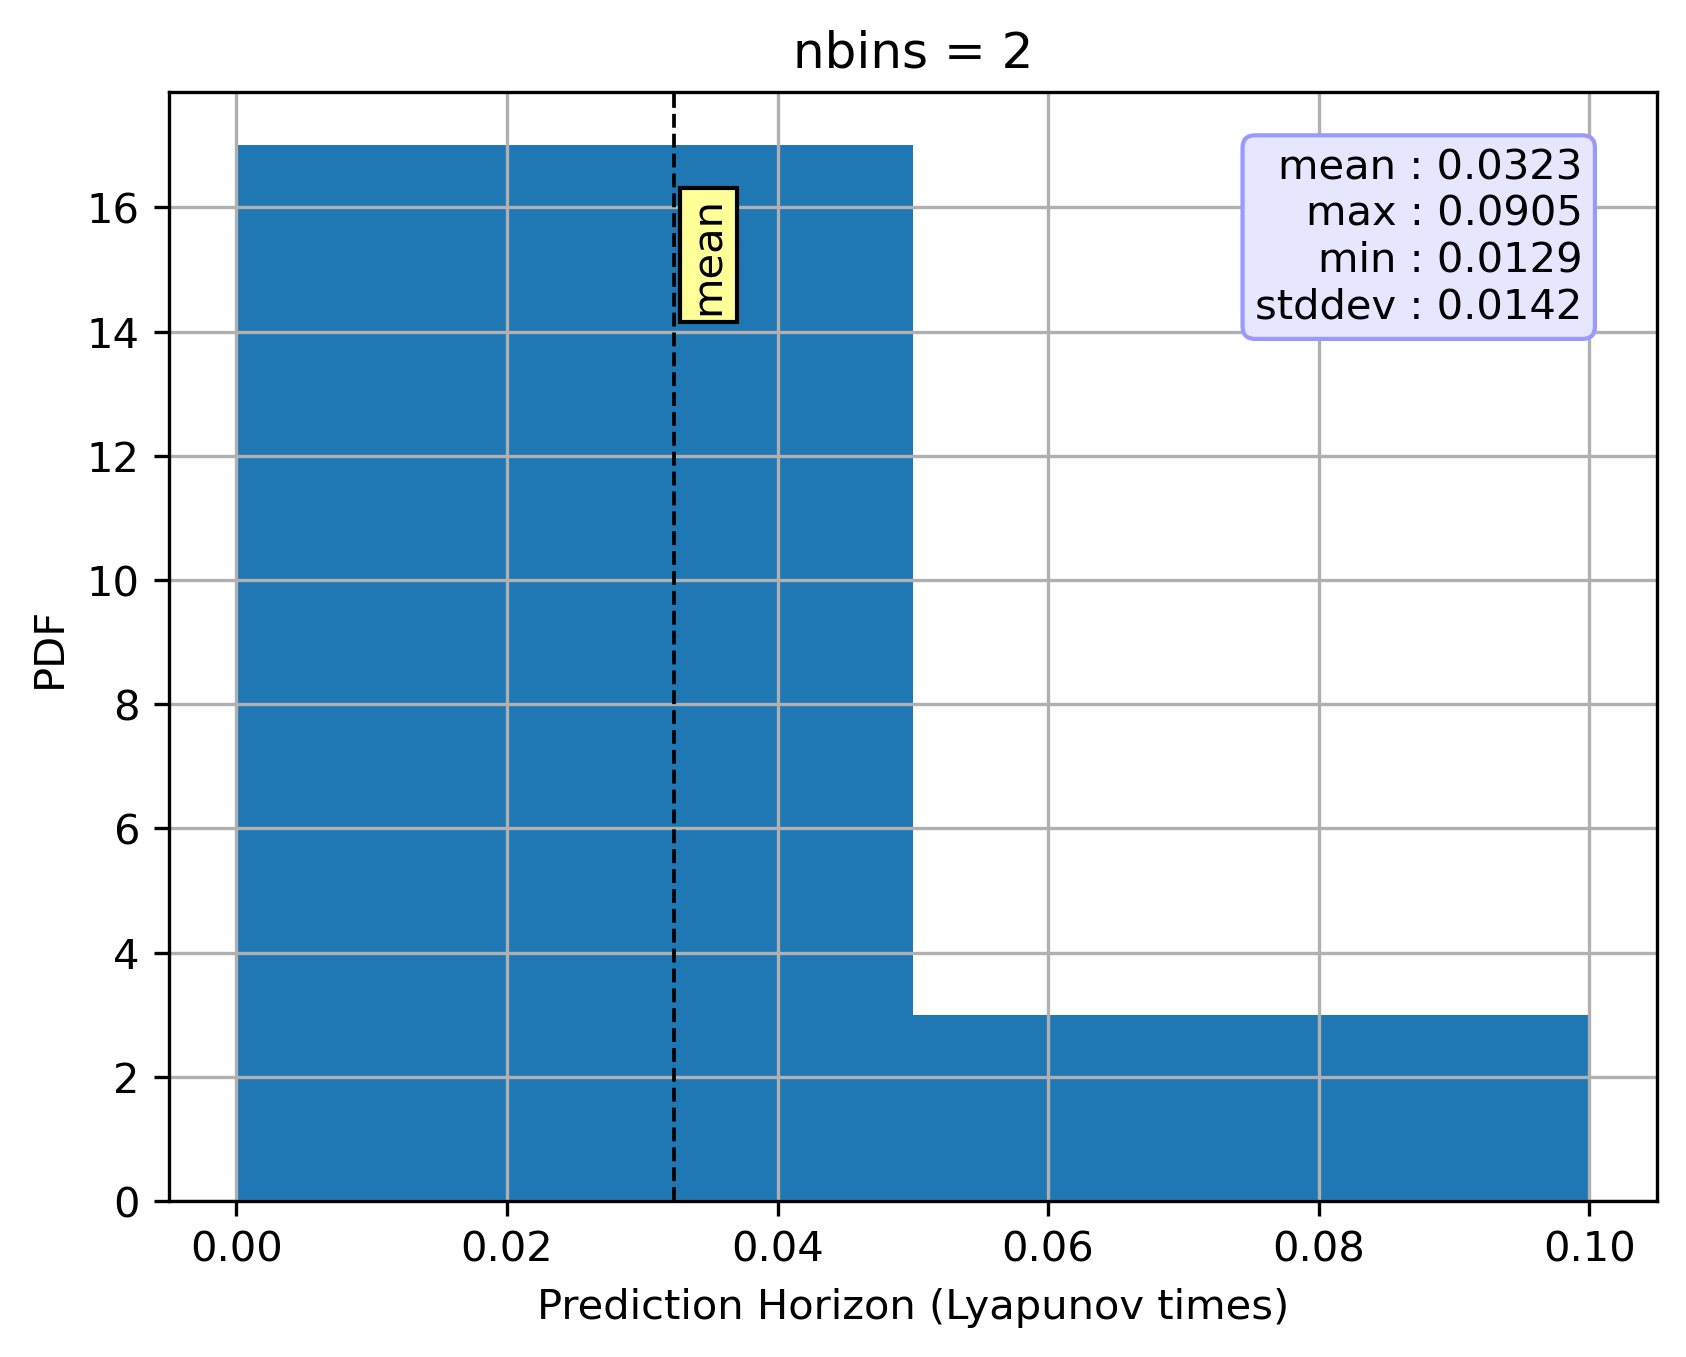 nbins = 2
mean : 0.0323
max : 0.0905
min : 0.0129
stddev : 0.0142
mean
PDF
16
14
12
10
8
6
4
2
0
0.00 0.02 0.04 0.06 0.08 0.10
Prediction Horizon (Lyapunov times)